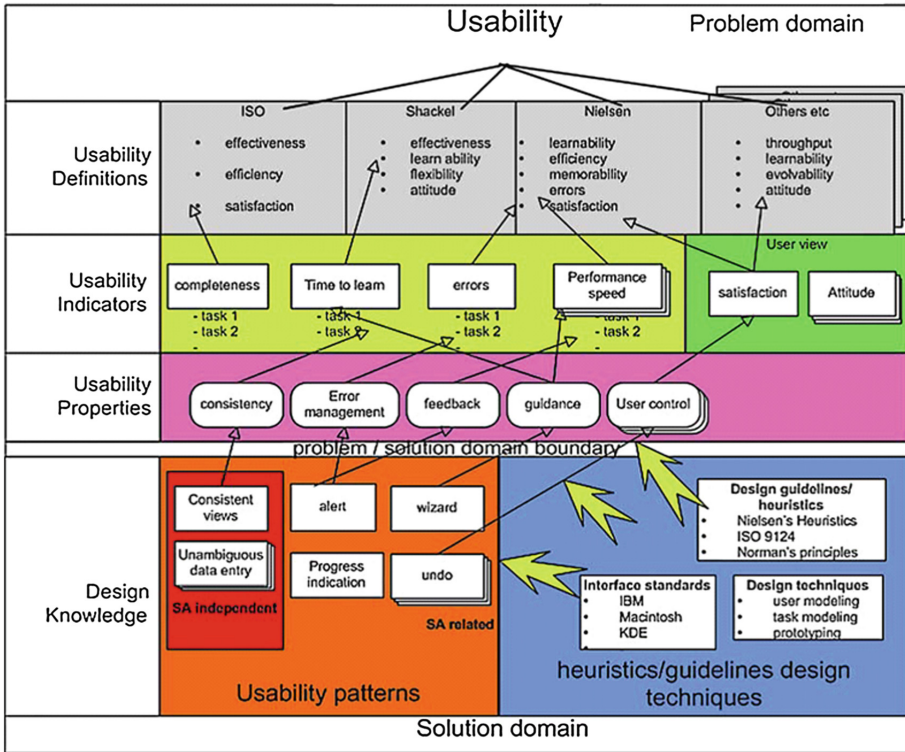 Usability
Problem domain
Usability
Definitions
ISO
• effectiveness
• efficiency
• satisfaction
Shackel
• effectiveness
• learn ability
• flexibility
• attitude
Nielsen
• learnability
• efficiency
• memorability
• errors
• satisfaction
Others etc
• throughput
• learnability
• evolvability
• attitude
•
Usability
Indicators
completeness
- task 1
- task 2
-
Time to learn
- task 1
- task 2
errors
- task 1
- task 2
-
Performance
speed
- task 1
- task 2
-
User view
satisfaction
Attitude
Usability
Properties
consistency
Error
management
feedback
guidance
User control
problem / solution domain boundary
Design
Knowledge
Consistent
views
Unambiguous
data entry
SA independent
alert
wizard
Progress
indication
undo
SA related
Usability patterns
Design guidelines/
heuristics
• Nielsen's Heuristics
• ISO 9124
• Norman's principles
Interface standards
• IBM
• Macintosh
• KDE
Design techniques
• user modeling
• task modeling
• prototyping
heuristics/guidelines design
techniques
Solution domain